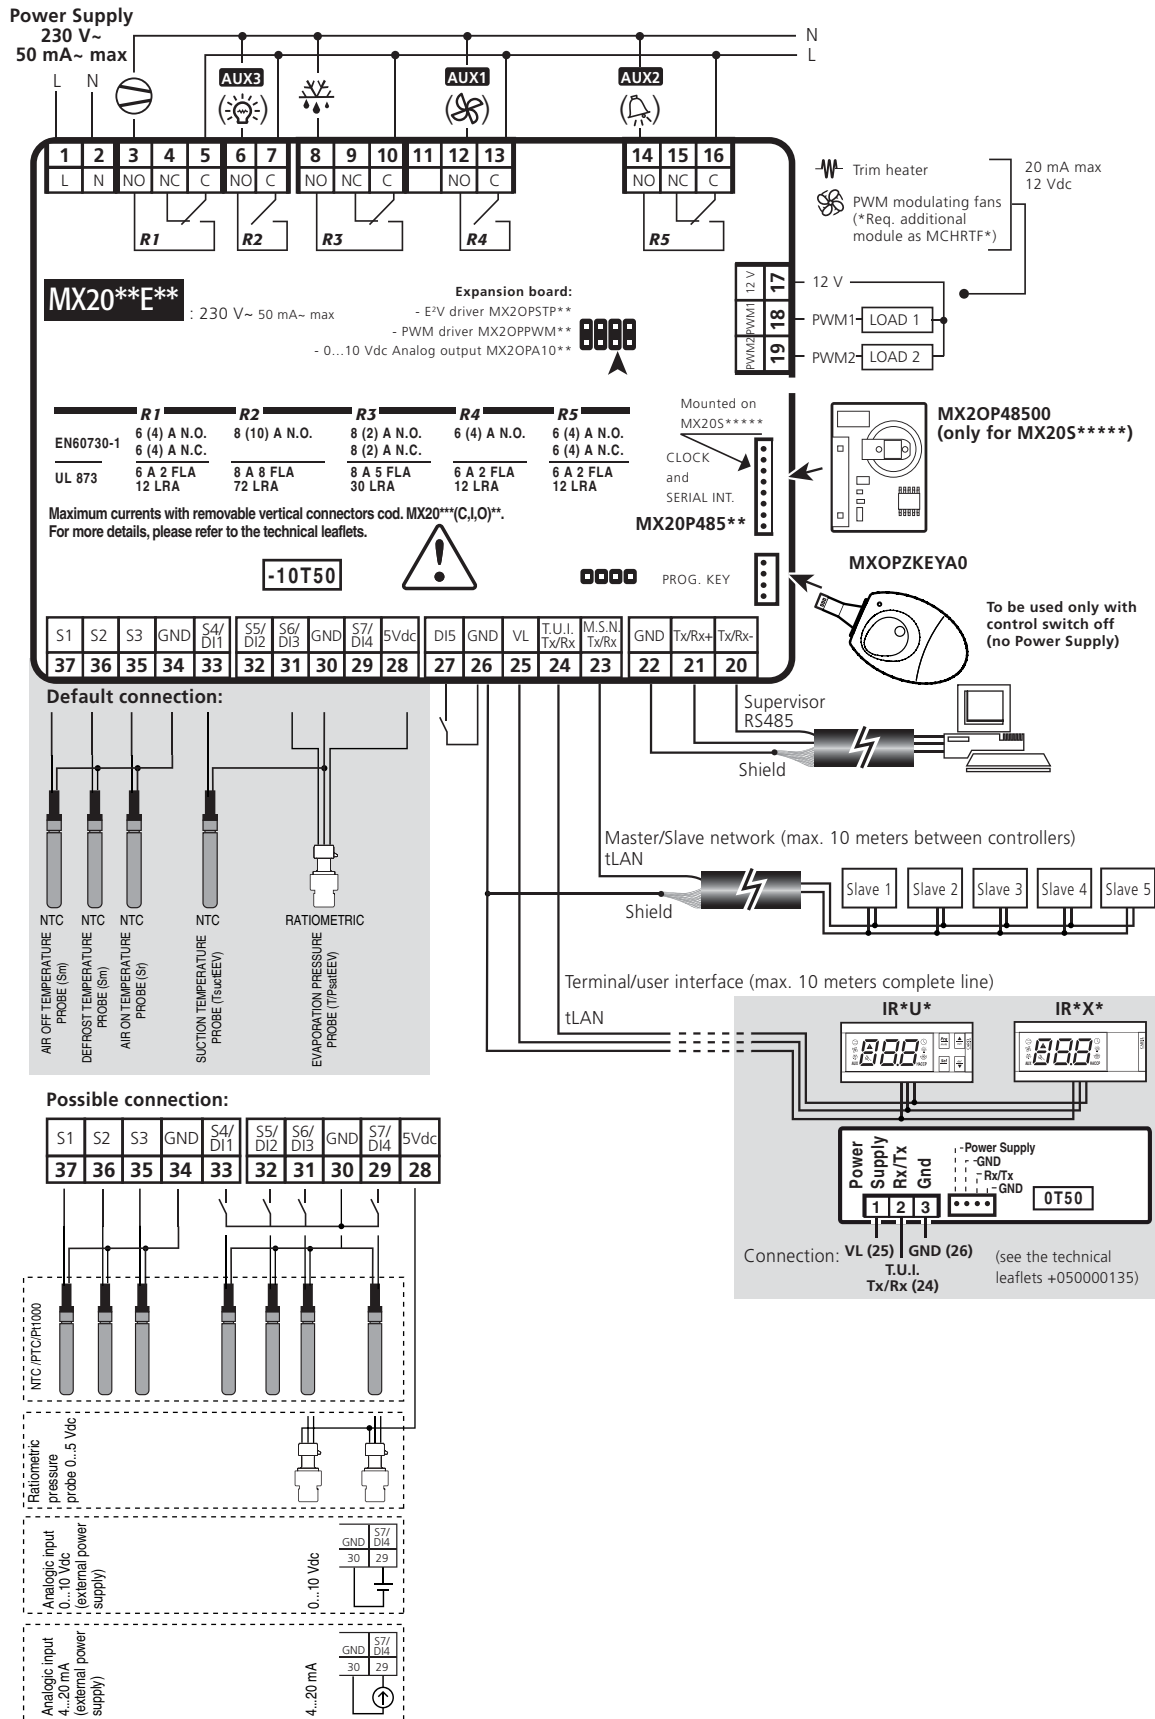 Power Supply
230 V~
50 mA~ max
N
L
L N
AUX3
AUX1
AUX2
1 2 3 4 5 6 7 8 9 10 11 12 13
L N NO NC C NO C NO NC C NO C
14 15 16
NO NC C
R1 R2 R3 R4 R5
Trim heater
PWM modulating fans
(*Req. additional
module as MCHRTF*)
20 mA max
12 Vdc
MX20**E**
: 230 V~ 50 mA~ max
Expansion board:
- E²V driver MX2OPSTP**
- PWM driver MX2OPPWM**
- 0...10 Vdc Analog output MX2OPA10**
12 V 17
PWM1 18
PWM2 19
12 V
PWM1 LOAD 1
PWM2 LOAD 2
R1 R2 R3 R4 R5
EN60730-1
6 (4) A N.O. 8 (10) A N.O. 8 (2) A N.O. 6 (4) A N.O. 6 (4) A N.O.
6 (4) A N.C. 8 (2) A N.C. 6 (4) A N.C.
UL 873
6 A 2 FLA 8 A 8 FLA 8 A 5 FLA 6 A 2 FLA 6 A 2 FLA
12 LRA 72 LRA 30 LRA 12 LRA 12 LRA
Maximum currents with removable vertical connectors cod. MX20***(C,I,O)**.
For more details, please refer to the technical leaflets.
Mounted on
MX20S*****
CLOCK
and
SERIAL INT.
MX20P485**
MX2OP48500
(only for MX20S*****)
-10T50
PROG. KEY
MXOPZKEYA0
To be used only with
control switch off
(no Power Supply)
S1 S2 S3 GND S4/DI1 S5/DI2 S6/DI3 GND S7/DI4 5Vdc DI5 GND VL T.U.I. Tx/Rx M.S.N. Tx/Rx GND Tx/Rx+ Tx/Rx-
37 36 35 34 33 32 31 30 29 28 27 26 25 24 23 22 21 20
Default connection:
Supervisor
RS485
Shield
Master/Slave network (max. 10 meters between controllers)
tLAN
Shield
Slave 1 Slave 2 Slave 3 Slave 4 Slave 5
NTC NTC NTC NTC RATIOMETRIC
AIR OFF TEMPERATURE
PROBE (Sm)
DEFROST TEMPERATURE
PROBE (Sm)
AIR ON TEMPERATURE
PROBE (Sr)
SUCTION TEMPERATURE
PROBE (TsuctEEV)
EVAPORATION PRESSURE
PROBE (T/PsatEEV)
Terminal/user interface (max. 10 meters complete line)
tLAN
IR*U*
IR*X*
Power
Supply
Rx/Tx
Gnd
1 2 3
Power Supply
GND
Rx/Tx
GND
0T50
Connection: VL (25) GND (26)
T.U.I.
Tx/Rx (24)
(see the technical
leaflets +050000135)
Possible connection:
S1 S2 S3 GND S4/DI1 S5/DI2 S6/DI3 GND S7/DI4 5Vdc
37 36 35 34 33 32 31 30 29 28
NTC /PTC/Pt1000
Ratiometric
pressure
probe 0...5 Vdc
Analogic input
0...10 Vdc
(external power
supply)
0...10 Vdc
GND S7/DI4
30 29
Analogic input
4...20 mA
(external power
supply)
4...20 mA
GND S7/DI4
30 29